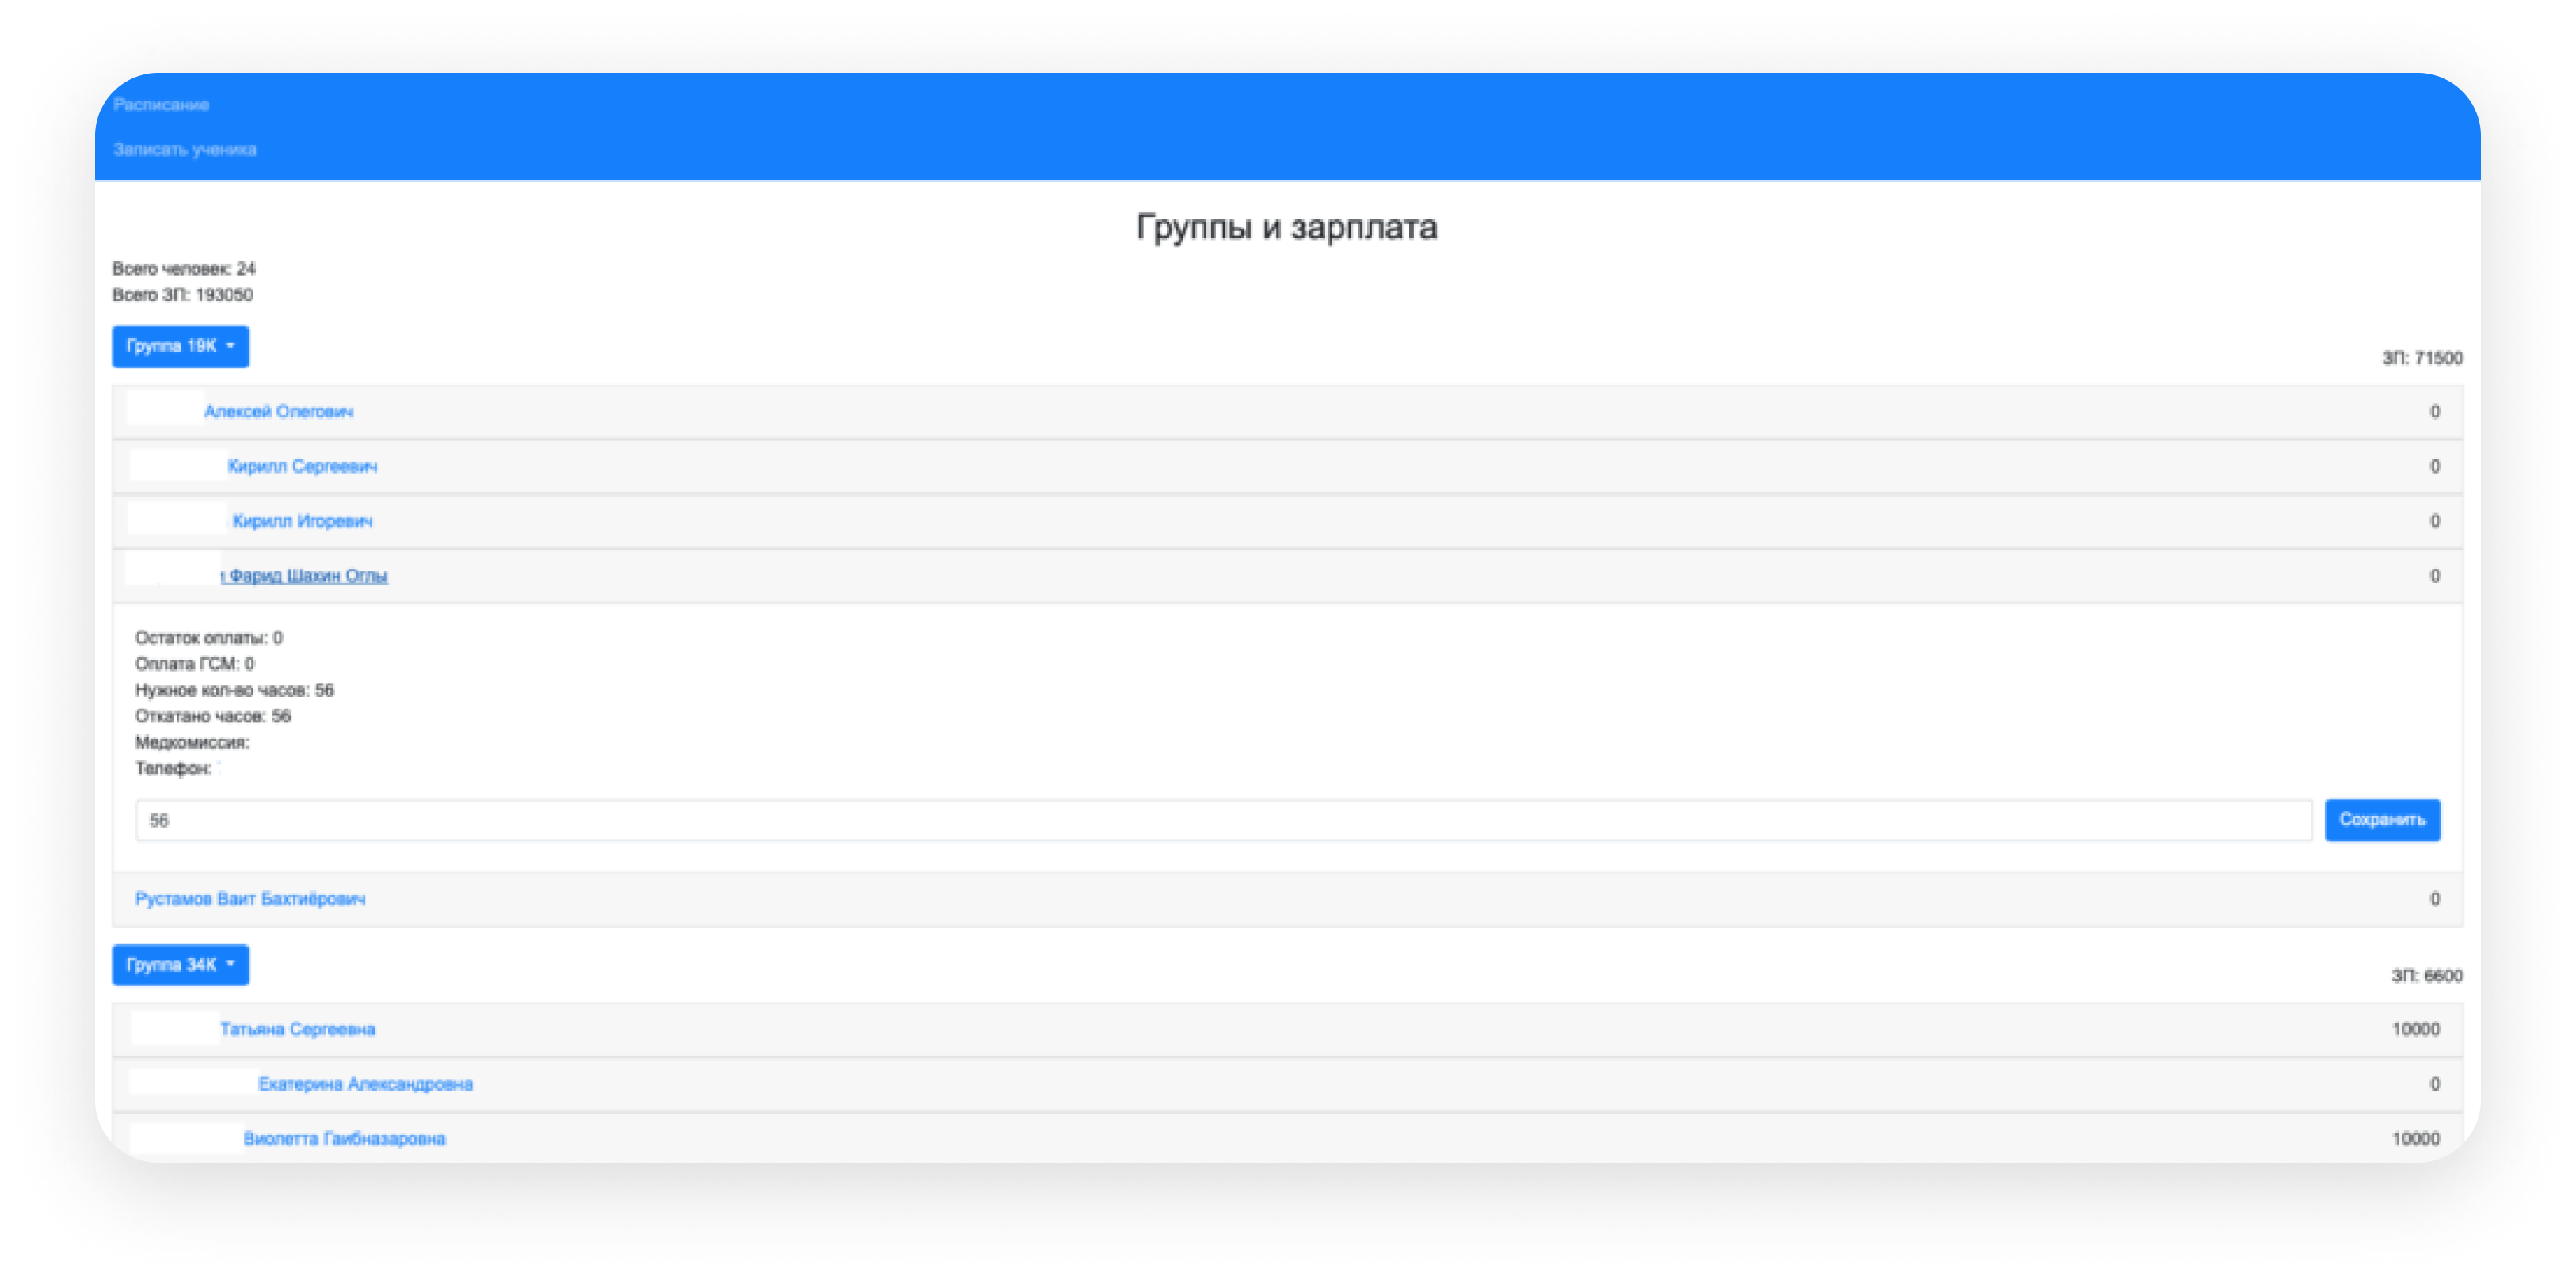 Расписание
Записать ученика
Группы и зарплата
Всего человек: 24
Всего ЗП: 193050
Группа 19К
ЗП: 71500
Алексей Олегович 0
Кирилл Сергеевич 0
Кирилл Игоревич 0
Фарид Шахин Оглы 0
Остаток оплаты: 0
Оплата ГСМ: 0
Нужное кол-во часов: 56
Откатано часов: 56
Медкомиссия:
Телефон:
56 Сохранить
Рустамов Ваит Бахтиёрович 0
Группа 34К
ЗП: 6600
Татьяна Сергеевна 10000
Екатерина Александровна 0
Виолетта Гаибназаровна 10000